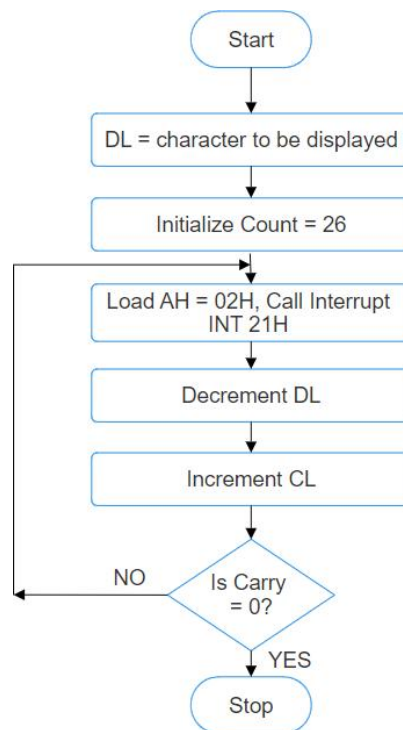 Start
DL = character to be displayed
Initialize Count = 26
Load AH = 02H, Call Interrupt
INT 21H
Decrement DL
Increment CL
NO
Is Carry
= 0?
YES
Stop